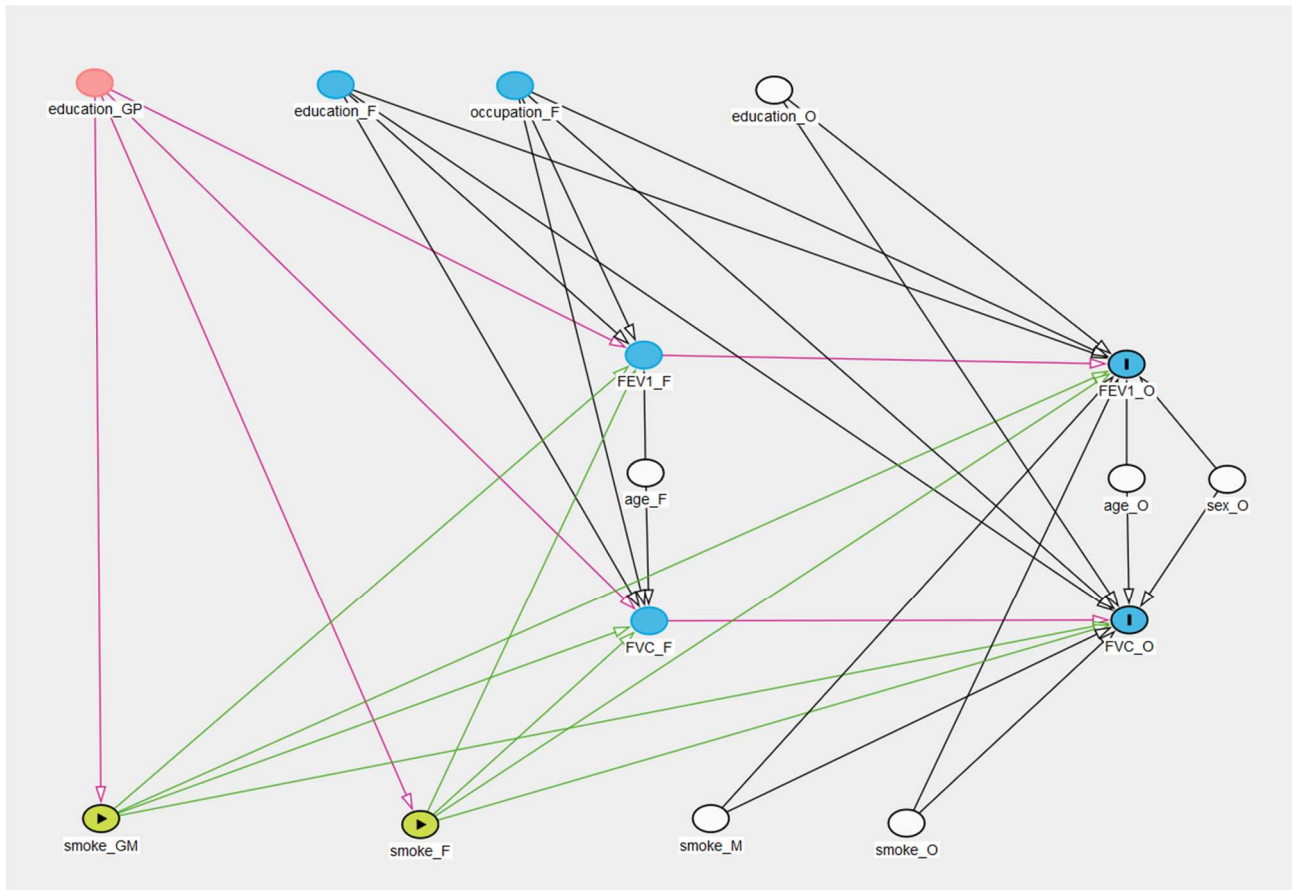 education_GP
education_F
occupation_F
education_O
FEV1_F
FEV1_O
age_F
age_O
sex_O
FVC_F
FVC_O
smoke_GM
smoke_F
smoke_M
smoke_O